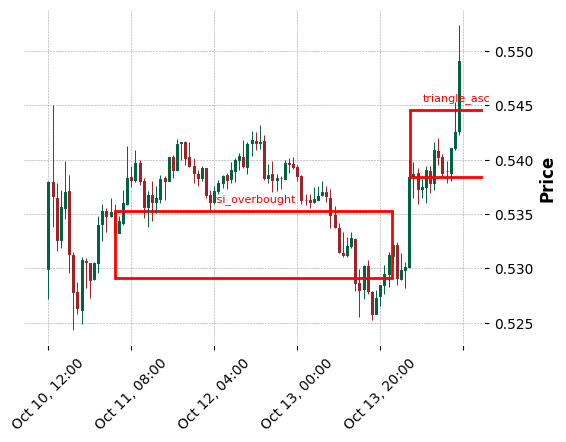 0.550
triangle_asc
0.545
0.540
Price
rsi_overbought
0.535
0.530
0.525
Oct 10, 12:00
Oct 11, 08:00
Oct 12, 04:00
Oct 13, 00:00
Oct 13, 20:00